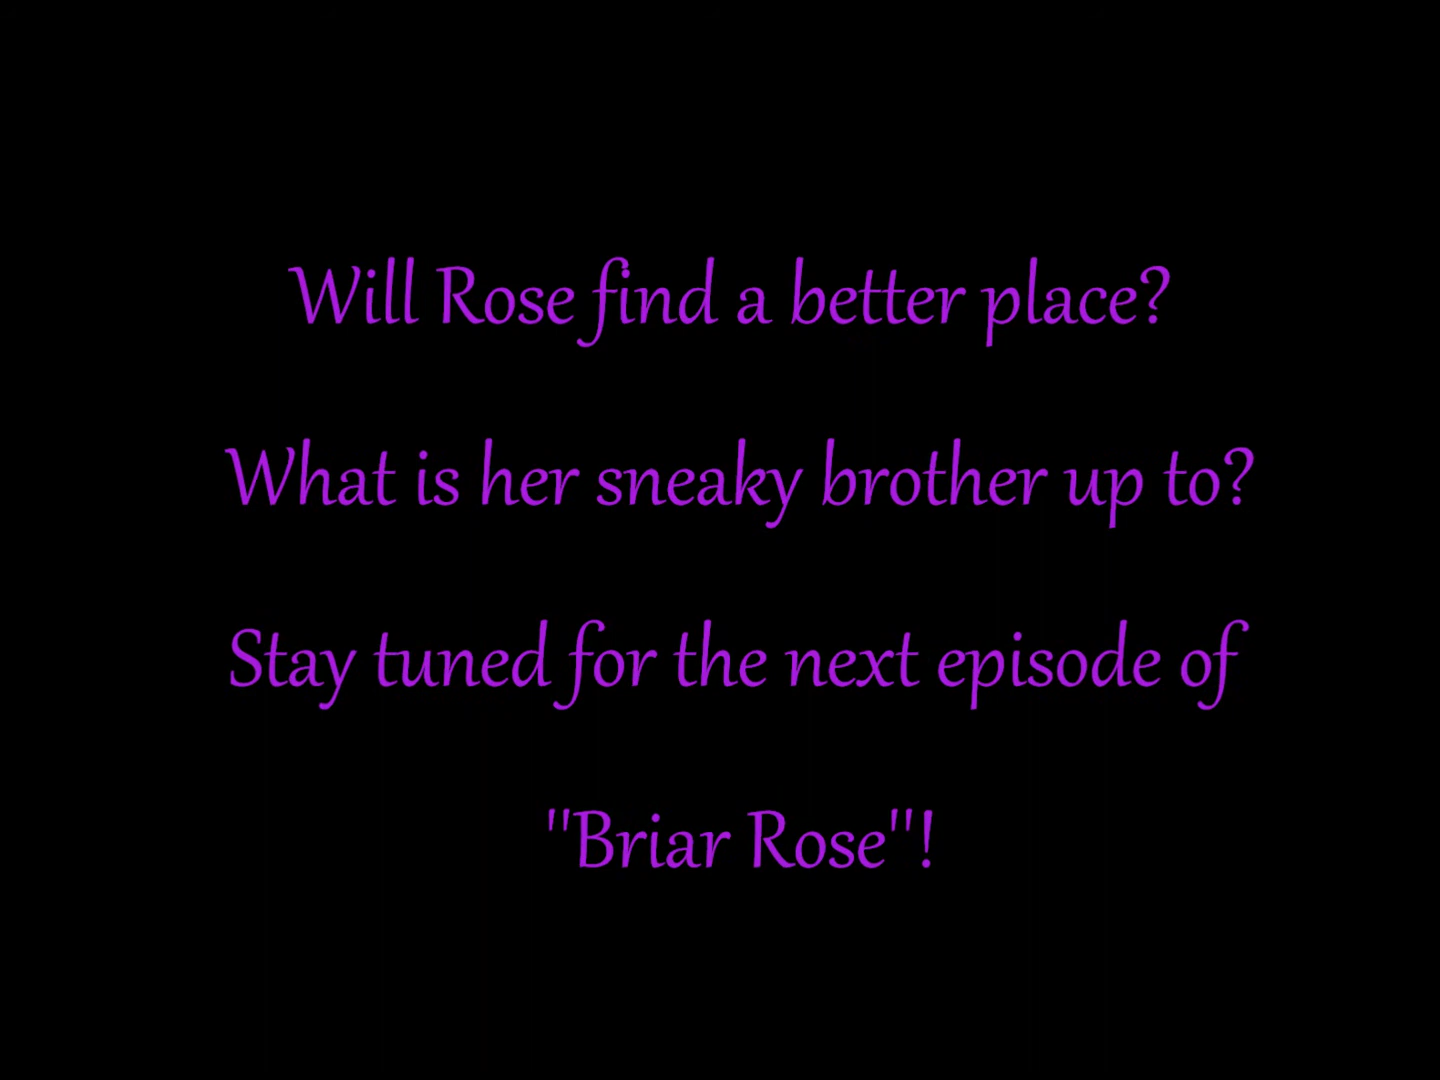 Will Rose find a better place?
What is her sneaky brother up to?
Stay tuned for the next episode of
"Briar Rose"!